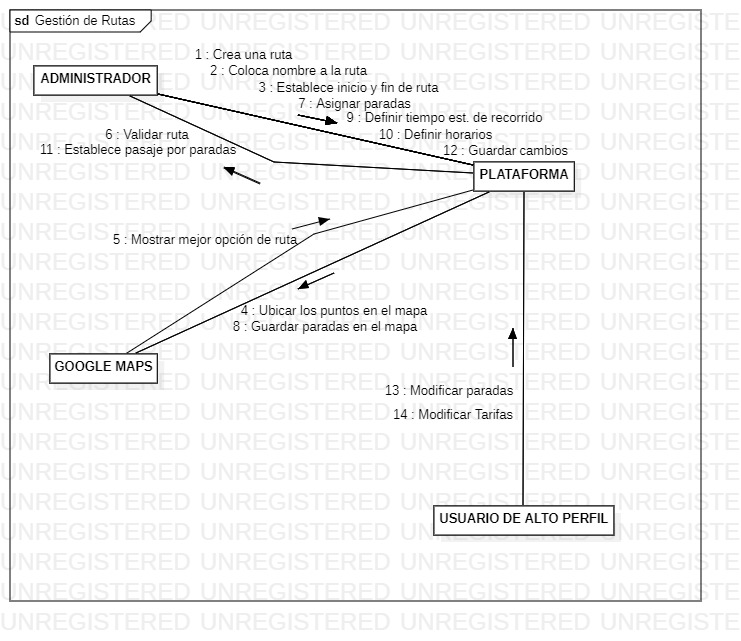 sd Gestión de Rutas
1 : Crea una ruta
2 : Coloca nombre a la ruta
ADMINISTRADOR
3 : Establece inicio y fin de ruta
7 : Asignar paradas
9 : Definir tiempo est. de recorrido
6 : Validar ruta
10 : Definir horarios
11 : Establece pasaje por paradas
12 : Guardar cambios
PLATAFORMA
5 : Mostrar mejor opción de ruta
4 : Ubicar los puntos en el mapa
8 : Guardar paradas en el mapa
GOOGLE MAPS
13 : Modificar paradas
14 : Modificar Tarifas
USUARIO DE ALTO PERFIL
UNREGISTERED